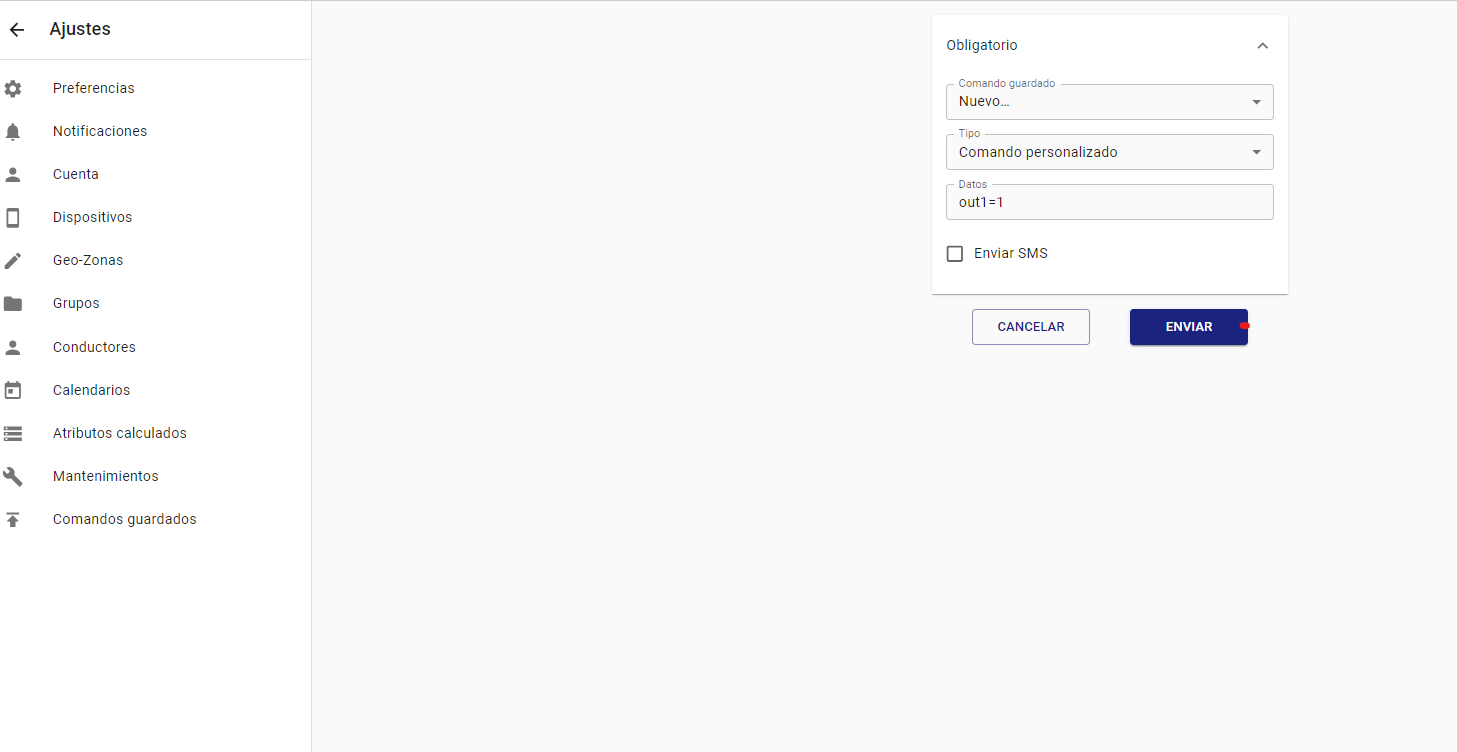 Ajustes
Preferencias
Notificaciones
Cuenta
Dispositivos
Geo-Zonas
Grupos
Conductores
Calendarios
Atributos calculados
Mantenimientos
Comandos guardados
Obligatorio
Comando guardado
Nuevo…
Tipo
Comando personalizado
Datos
out1=1
Enviar SMS
CANCELAR
ENVIAR